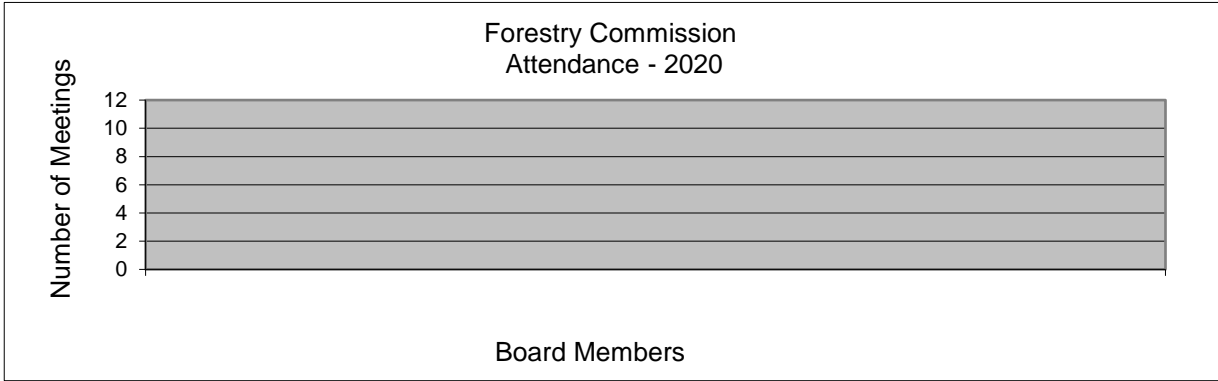 Forestry Commission
Attendance - 2020
Number of Meetings
12
10
8
6
4
2
0
Board Members